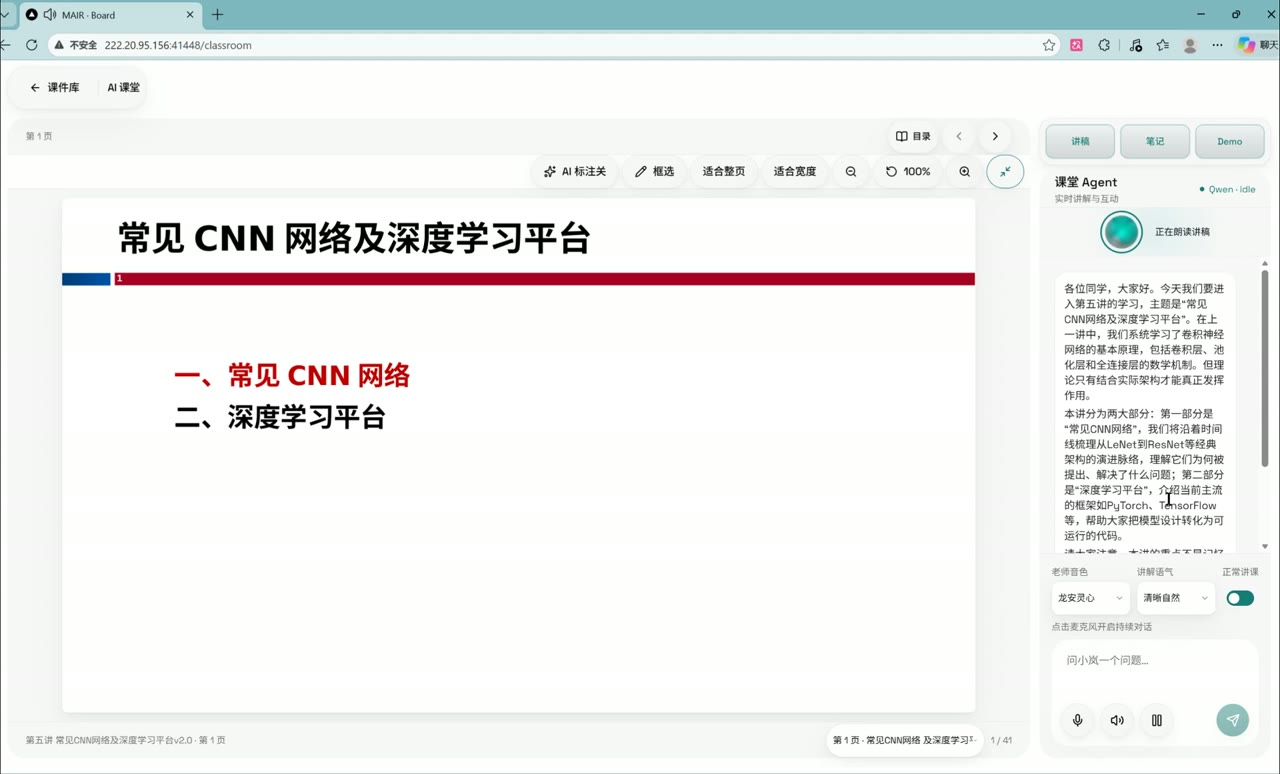 MAIR · Board
不安全
222.20.95.156:41448/classroom
聊天
课件库
AI 课堂
第 1 页
目录
AI 标注关
框选
适合整页
适合宽度
100%
常见 CNN 网络及深度学习平台
1
一、常见 CNN 网络
二、深度学习平台
第五讲 常见CNN网络及深度学习平台v2.0 · 第 1 页
第 1 页 · 常见CNN网络 及深度学习
1 / 41
讲稿
笔记
Demo
课堂 Agent
实时讲解与互动
Qwen · idle
正在朗读讲稿
各位同学，大家好。今天我们要进
入第五讲的学习，主题是“常见
CNN网络及深度学习平台”。在上
一讲中，我们系统学习了卷积神经
网络的基本原理，包括卷积层、池
化层和全连接层的数学机制。但理
论只有结合实际架构才能真正发挥
作用。
本讲分为两大部分：第一部分是
“常见CNN网络”，我们将沿着时间
线梳理从LeNet到ResNet等经典
架构的演进脉络，理解它们为何被
提出、解决了什么问题；第二部分
是“深度学习平台”，介绍当前主流
的框架如PyTorch、TensorFlow
等，帮助大家把模型设计转化为可
运行的代码。
请大家注意，本讲的重点不是记忆
老师音色
讲解语气
正常讲课
龙安灵心
清晰自然
点击麦克风开启持续对话
问小岚一个问题...